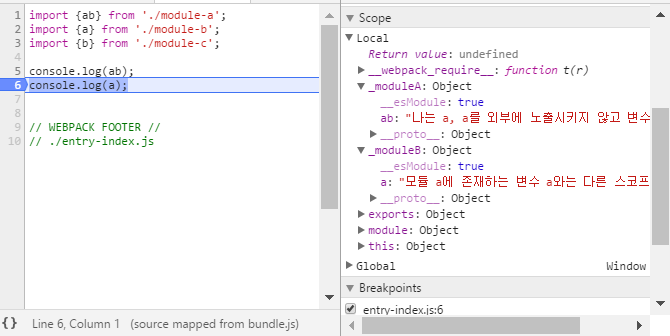 1 import {ab} from './module-a';
2 import {a} from './module-b';
3 import {b} from './module-c';
4
5 console.log(ab);
6 console.log(a);
7
8
9 // WEBPACK FOOTER //
10 // ./entry-index.js
{} Line 6, Column 1 (source mapped from bundle.js)
Scope
Local
Return value: undefined
__webpack_require__: function t(r)
_moduleA: Object
__esModule: true
ab: "나는 a, a를 외부에 노출시키지 않고 변수
__proto__: Object
_moduleB: Object
__esModule: true
a: "모듈 a에 존재하는 변수 a와는 다른 스코프
__proto__: Object
exports: Object
module: Object
this: Object
Global Window
Breakpoints
entry-index.js:6